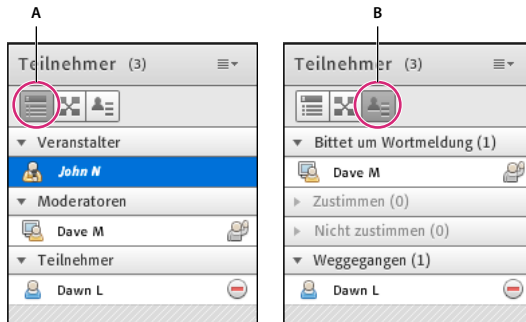 A
Teilnehmer (3)
Veranstalter
John N
Moderatoren
Dave M
Teilnehmer
Dawn L
B
Teilnehmer (3)
Bittet um Wortmeldung (1)
Dave M
Zustimmen (0)
Nicht zustimmen (0)
Weggegangen (1)
Dawn L